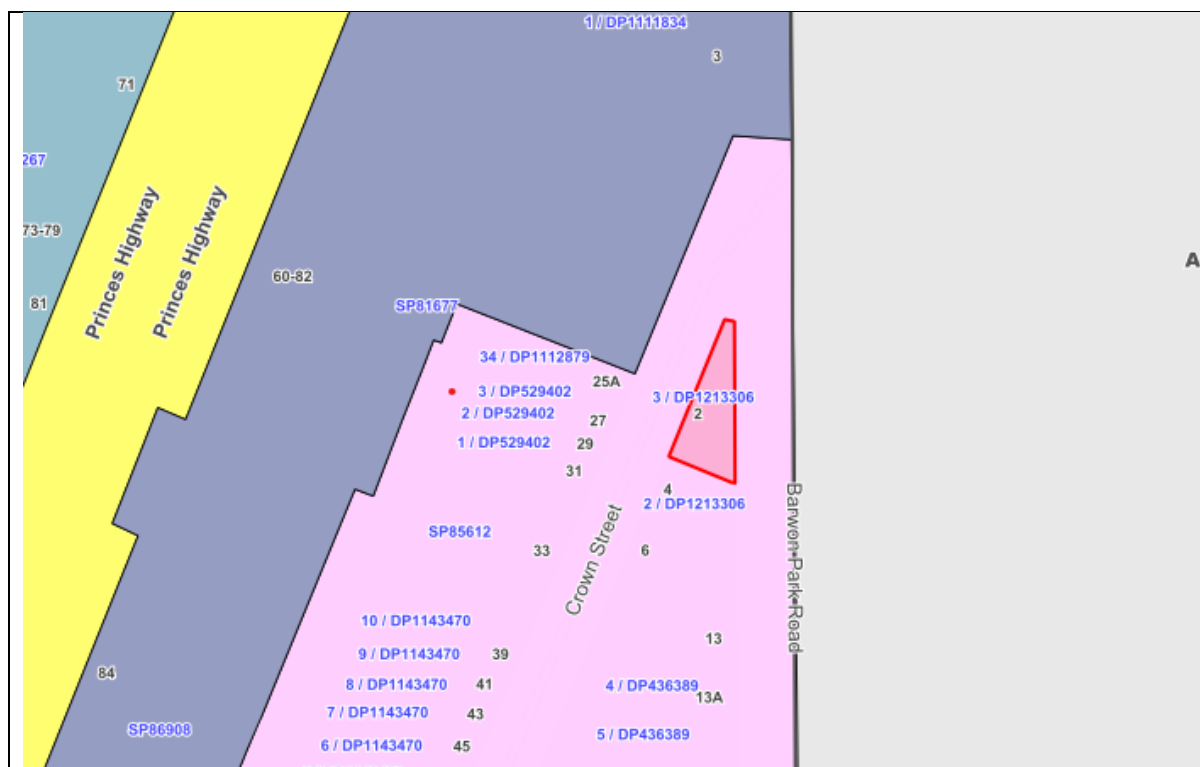 1 / DP1111834
3
71
267
73-79
Princes Highway
Princes Highway
A
60-82
81
SP81677
34 / DP1112879
25A
3 / DP529402
3 / DP1213306
2 / DP529402
27
2
1 / DP529402
29
31
4
2 / DP1213306
SP85612
33
Crown Street
6
Barwon Park Road
10 / DP1143470
13
9 / DP1143470
39
84
8 / DP1143470
41
4 / DP436389
13A
7 / DP1143470
43
SP86908
5 / DP436389
6 / DP1143470
45